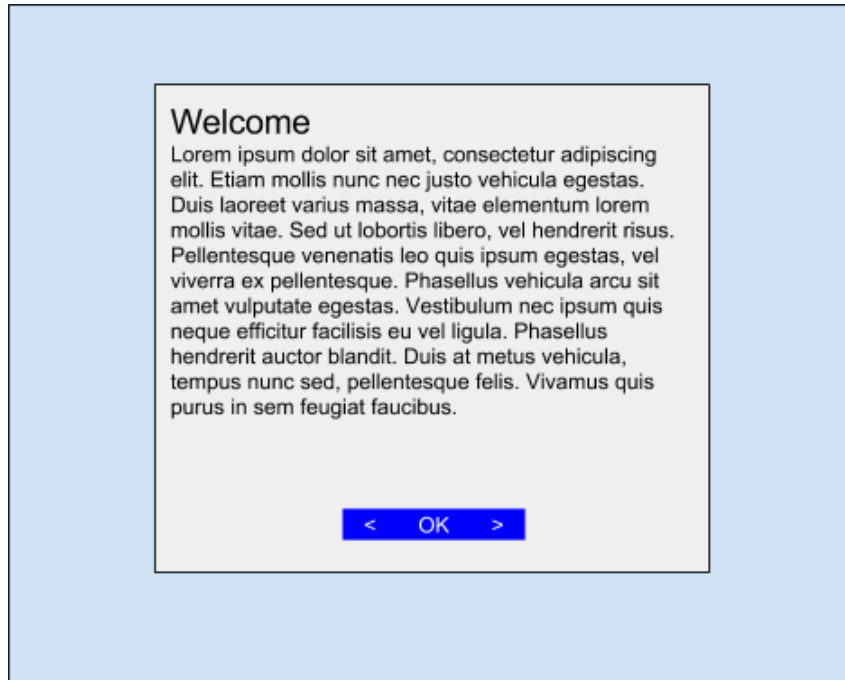 Welcome
Lorem ipsum dolor sit amet, consectetur adipiscing
elit. Etiam mollis nunc nec justo vehicula egestas.
Duis laoreet varius massa, vitae elementum lorem
mollis vitae. Sed ut lobortis libero, vel hendrerit risus.
Pellentesque venenatis leo quis ipsum egestas, vel
viverra ex pellentesque. Phasellus vehicula arcu sit
amet vulputate egestas. Vestibulum nec ipsum quis
neque efficitur facilisis eu vel ligula. Phasellus
hendrerit auctor blandit. Duis at metus vehicula,
tempus nunc sed, pellentesque felis. Vivamus quis
purus in sem feugiat faucibus.
< OK >